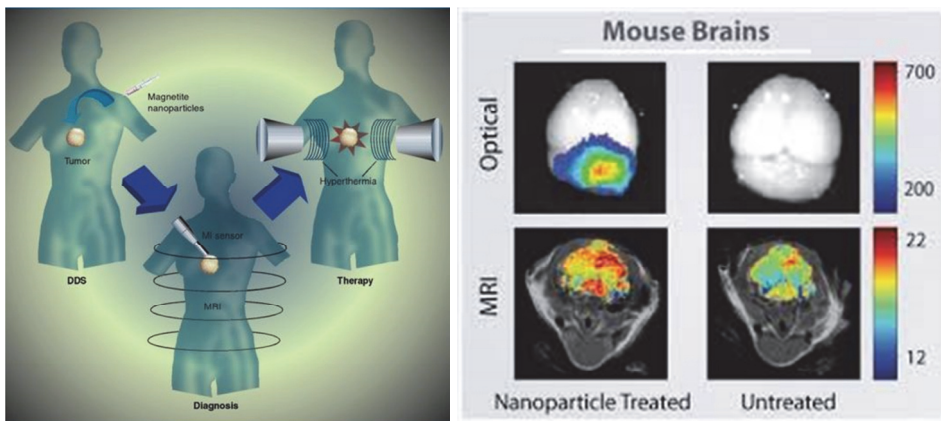 Magnetite
nanoparticles
Tumor
DDS
Hyperthermia
Therapy
MI sensor
MRI
Diagnosis
Mouse Brains
Optical
700
200
MRI
22
12
Nanoparticle Treated
Untreated